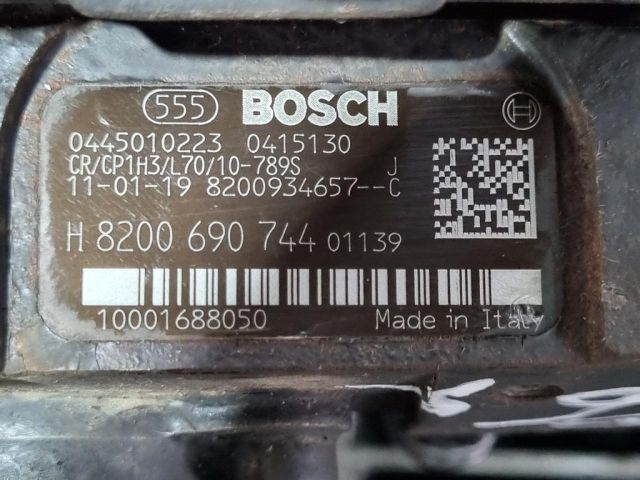 555 BOSCH
0445010223 0415130
CR/CP1H3/L70/10-789S J
11-01-19 8200934657--C
H 8200 690 744 01139
10001688050 Made in Italy